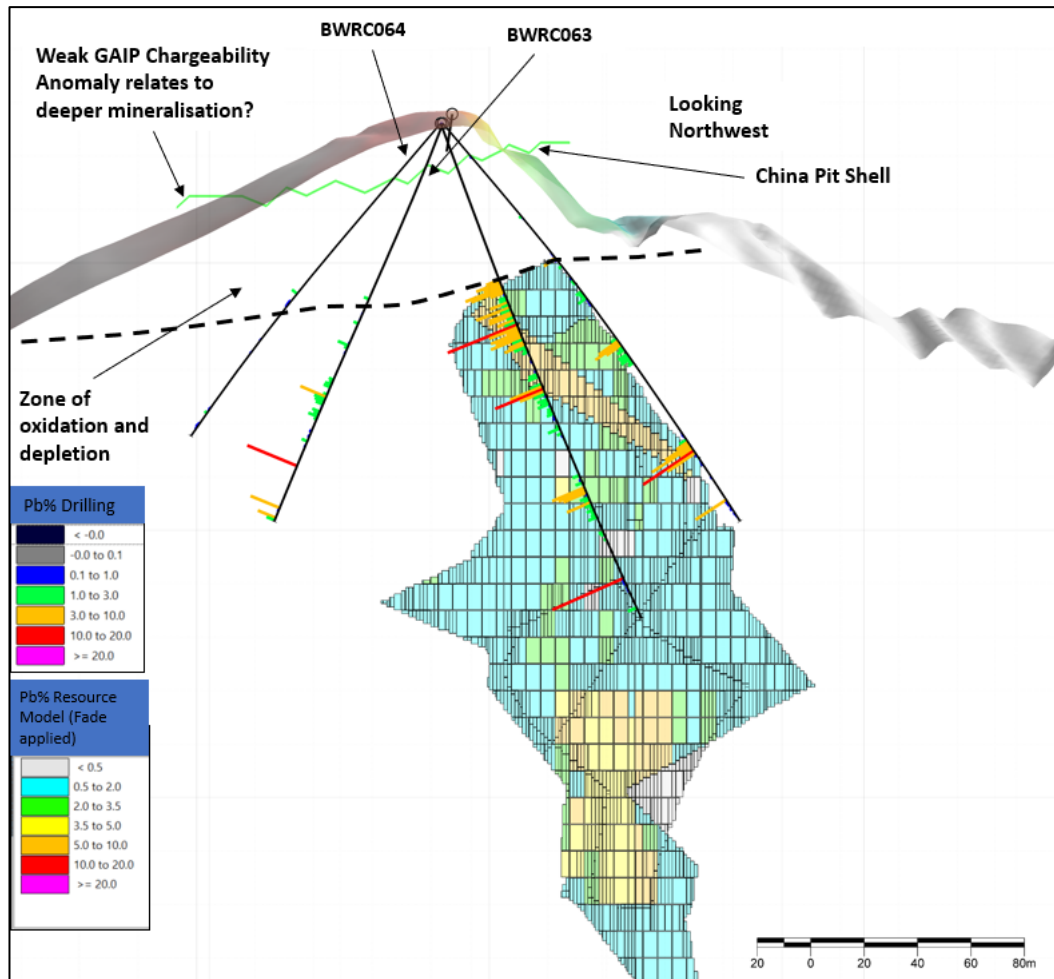 BWRC064
BWRC063
Weak GAIP Chargeability
Anomaly relates to
deeper mineralisation?
Looking
Northwest
China Pit Shell
Zone of
oxidation and
depletion
Pb% Drilling
< -0.0
-0.0 to 0.1
0.1 to 1.0
1.0 to 3.0
3.0 to 10.0
10.0 to 20.0
>= 20.0
Pb% Resource
Model (Fade
applied)
< 0.5
0.5 to 2.0
2.0 to 3.5
3.5 to 5.0
5.0 to 10.0
10.0 to 20.0
>= 20.0
20 0 20 40 60 80m